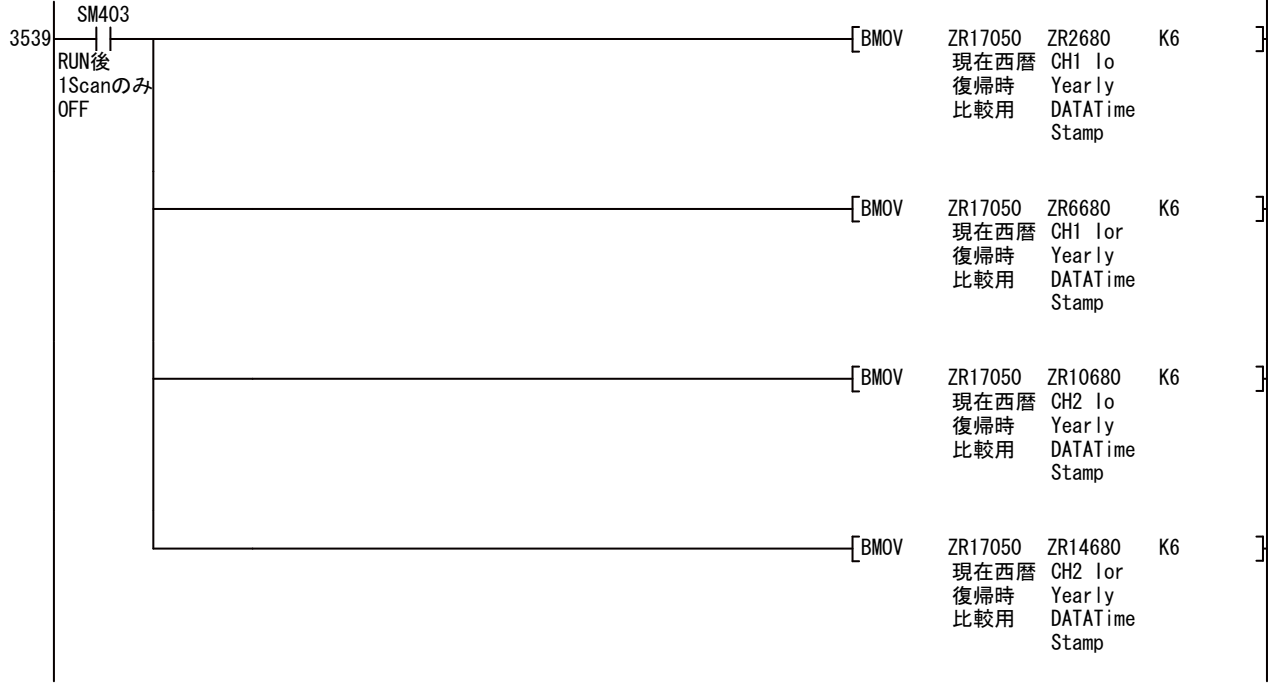 SM403
3539
RUN後
1Scanのみ
OFF
BMOV ZR17050 ZR2680 K6
現在西暦 CH1 Io
復帰時 Yearly
比較用 DATATime
Stamp
BMOV ZR17050 ZR6680 K6
現在西暦 CH1 Ior
復帰時 Yearly
比較用 DATATime
Stamp
BMOV ZR17050 ZR10680 K6
現在西暦 CH2 Io
復帰時 Yearly
比較用 DATATime
Stamp
BMOV ZR17050 ZR14680 K6
現在西暦 CH2 Ior
復帰時 Yearly
比較用 DATATime
Stamp